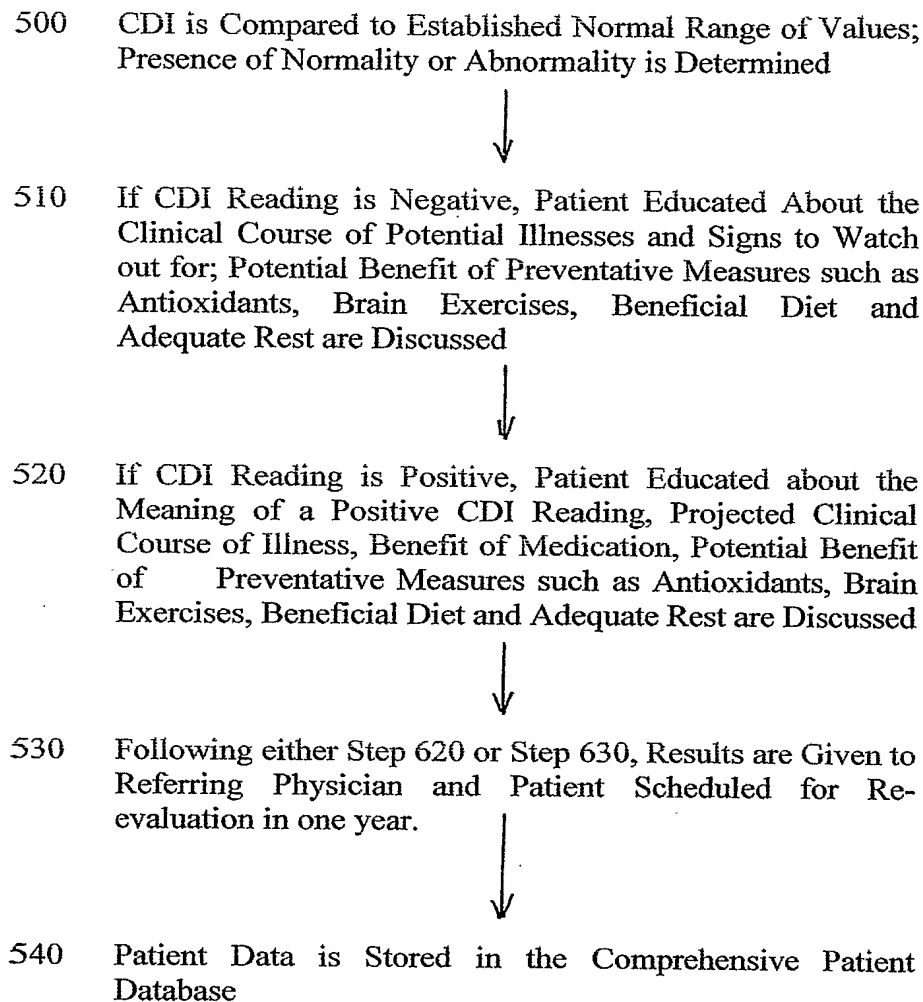 500 CDI is Compared to Established Normal Range of Values;
Presence of Normality or Abnormality is Determined
510 If CDI Reading is Negative, Patient Educated About the
Clinical Course of Potential Illnesses and Signs to Watch
out for; Potential Benefit of Preventative Measures such as
Antioxidants, Brain Exercises, Beneficial Diet and
Adequate Rest are Discussed
520 If CDI Reading is Positive, Patient Educated about the
Meaning of a Positive CDI Reading, Projected Clinical
Course of Illness, Benefit of Medication, Potential Benefit
of Preventative Measures such as Antioxidants, Brain
Exercises, Beneficial Diet and Adequate Rest are Discussed
530 Following either Step 620 or Step 630, Results are Given to
Referring Physician and Patient Scheduled for Re-
evaluation in one year.
540 Patient Data is Stored in the Comprehensive Patient
Database